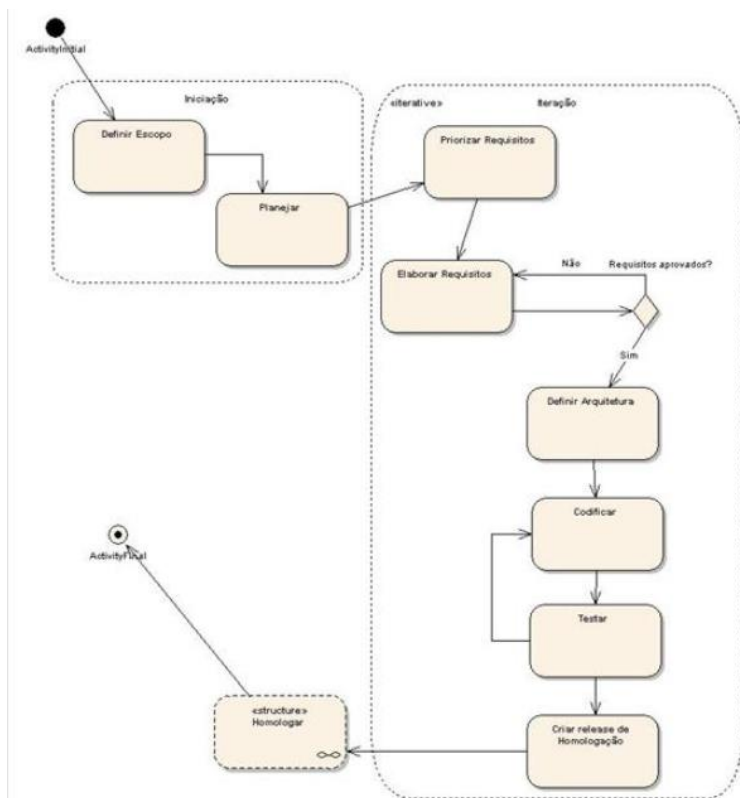 ActivityInitial
Iniciação
«iterative»
Iteração
Definir Escopo
Priorizar Requisitos
Planejar
Não
Requisitos aprovados?
Elaborar Requisitos
Sim
Definir Arquitetura
Codificar
ActivityFinal
Testar
«structure»
Homologar
Criar release de
Homologação